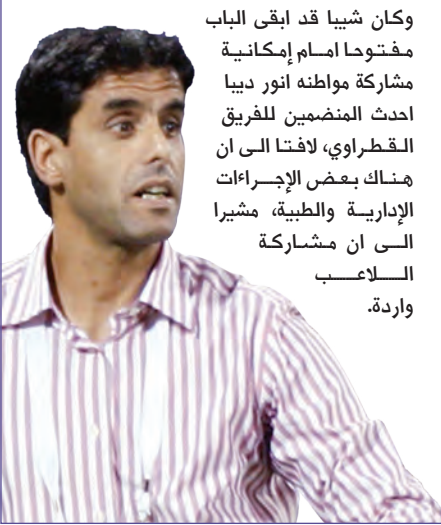 وكان شيبا قد ابقى الباب
مفتوحا امام إمكانية
مشاركة مواطنه انور ديبا
احدث المنضمين للفريق
القطراوي، لافتا الى ان
هناك بعض الإجراءات
الإدارية والطبية، مشيرا
الى ان مشاركة
اللاعب
واردة.